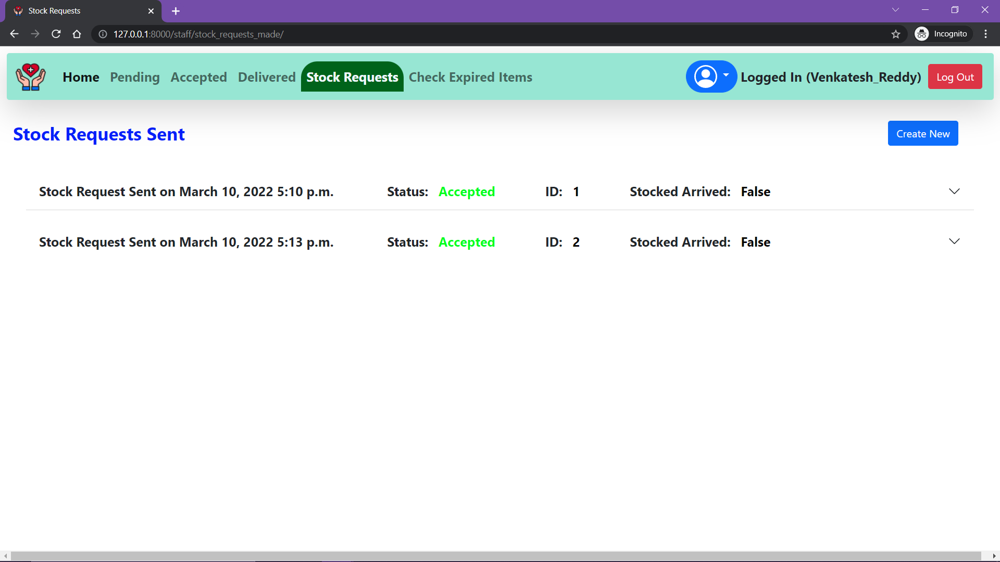 Stock Requests
127.0.0.1:8000/staff/stock_requests_made/
Incognito
Home Pending Accepted Delivered Stock Requests Check Expired Items Logged In (Venkatesh_Reddy) Log Out
Stock Requests Sent Create New
Stock Request Sent on March 10, 2022 5:10 p.m. Status: Accepted ID: 1 Stocked Arrived: False
Stock Request Sent on March 10, 2022 5:13 p.m. Status: Accepted ID: 2 Stocked Arrived: False